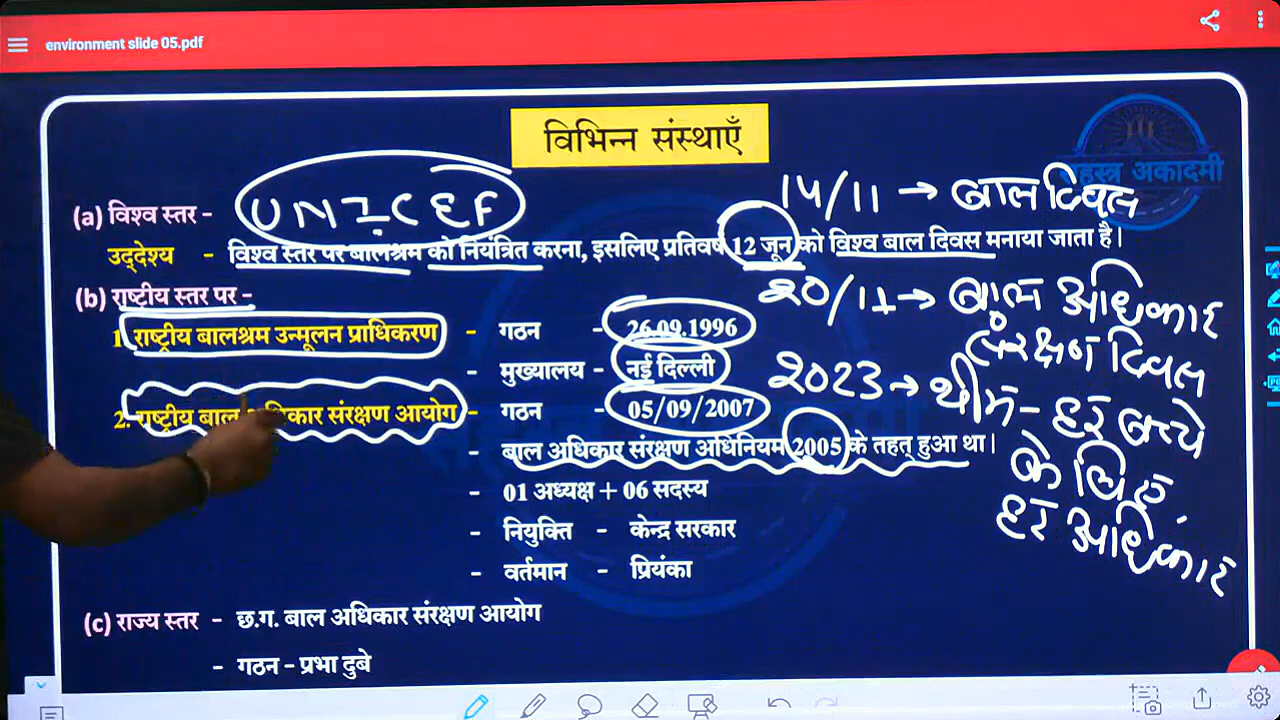 environment slide 05.pdf
विभिन्न संस्थाएँ
हस्त्र अकादमी
(a) विश्व स्तर - UNICEF
14/11 → बाल दिवस
उद्देश्य - विश्व स्तर पर बालश्रम को नियंत्रित करना, इसलिए प्रतिवर्ष 12 जून को विश्व बाल दिवस मनाया जाता है।
(b) राष्ट्रीय स्तर पर -
20/11 → बाल अधिकार
संरक्षण दिवस
1. राष्ट्रीय बालश्रम उन्मूलन प्राधिकरण - गठन - 26.09.1996
- मुख्यालय - नई दिल्ली
2023 → थीम - हर बच्चे
के लिए,
हर अधिकार
2. राष्ट्रीय बाल अधिकार संरक्षण आयोग - गठन - 05/09/2007
- बाल अधिकार संरक्षण अधिनियम 2005 के तहत् हुआ था।
- 01 अध्यक्ष + 06 सदस्य
- नियुक्ति - केन्द्र सरकार
- वर्तमान - प्रियंका
(c) राज्य स्तर - छ.ग. बाल अधिकार संरक्षण आयोग
- गठन - प्रभा दुबे